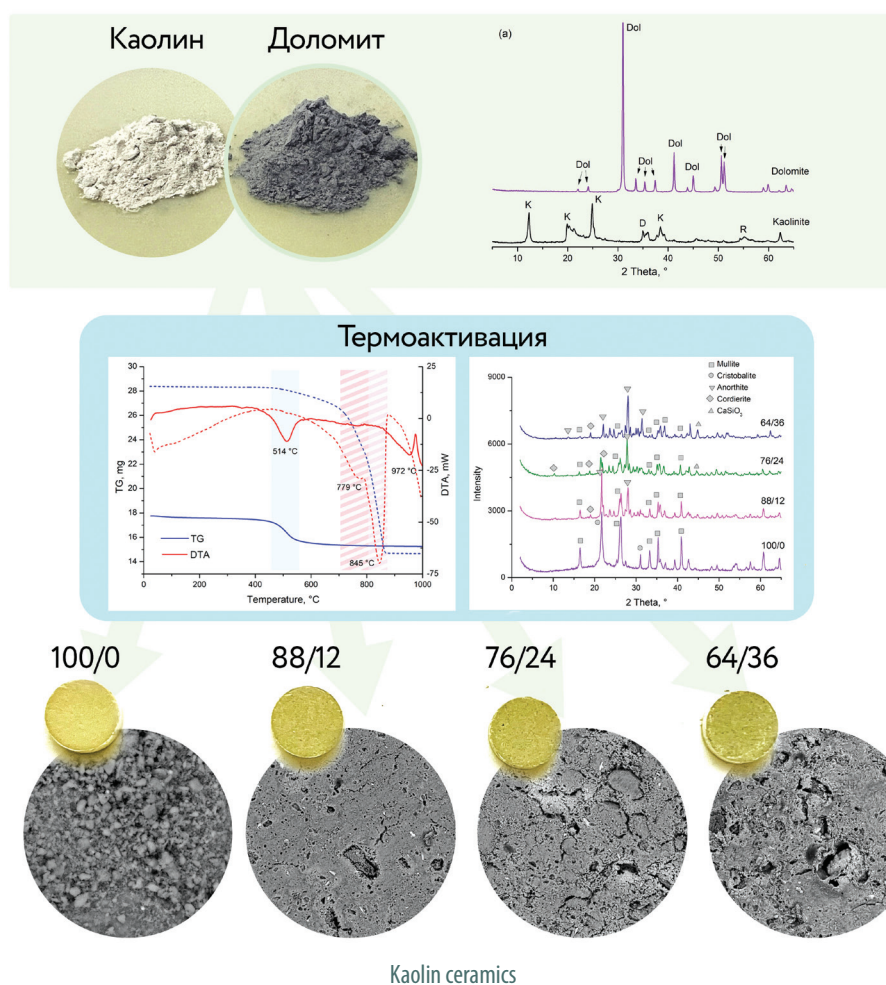 Каолин
Доломит
(a)
Dol
Dol
Dol
Dol
Dol
Dol
Dolomite
K
K
K
D
K
R
Kaolinite
10
20
30
40
50
60
2 Theta, °
Термоактивация
30
28
26
24
22
20
18
16
14
TG, mg
25
0
-25
-50
-75
DTA, mW
514 °C
779 °C
845 °C
972 °C
TG
DTA
0
200
400
600
800
1000
Temperature, °C
9000
6000
3000
0
Intensity
Mullite
Cristobalite
Anorthite
Cordierite
CaSiO₂
64/36
76/24
88/12
100/0
0
10
20
30
40
50
60
2 Theta, °
100/0
88/12
76/24
64/36
Kaolin ceramics